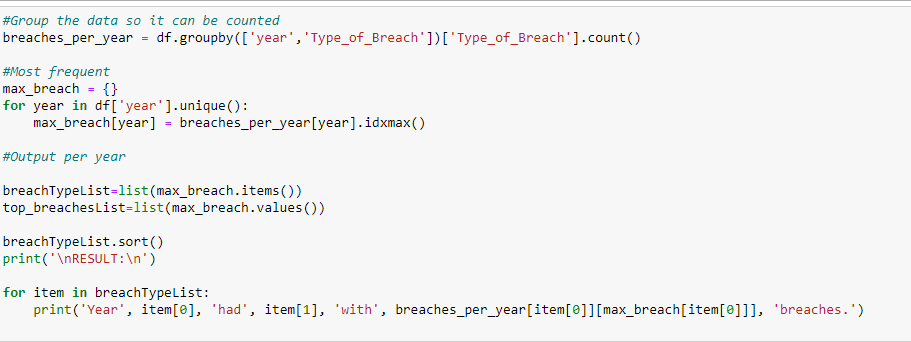 #Group the data so it can be counted
breaches_per_year = df.groupby(['year','Type_of_Breach'])['Type_of_Breach'].count()
#Most frequent
max_breach = {}
for year in df['year'].unique():
    max_breach[year] = breaches_per_year[year].idxmax()
#Output per year
breachTypeList=list(max_breach.items())
top_breachesList=list(max_breach.values())
breachTypeList.sort()
print('\nRESULT:\n')
for item in breachTypeList:
    print('Year', item[0], 'had', item[1], 'with', breaches_per_year[item[0]][max_breach[item[0]]], 'breaches.')